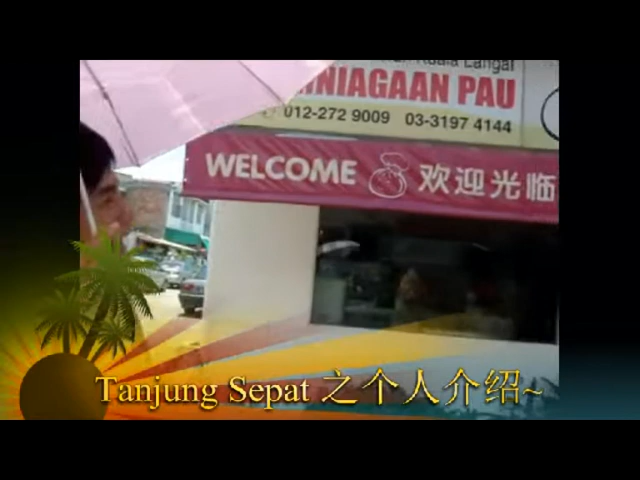 Kuala Langat
NIAGAAN PAU
012-272 9009 03-3197 4144
WELCOME 欢迎光临
Tanjung Sepat 之个人介绍~